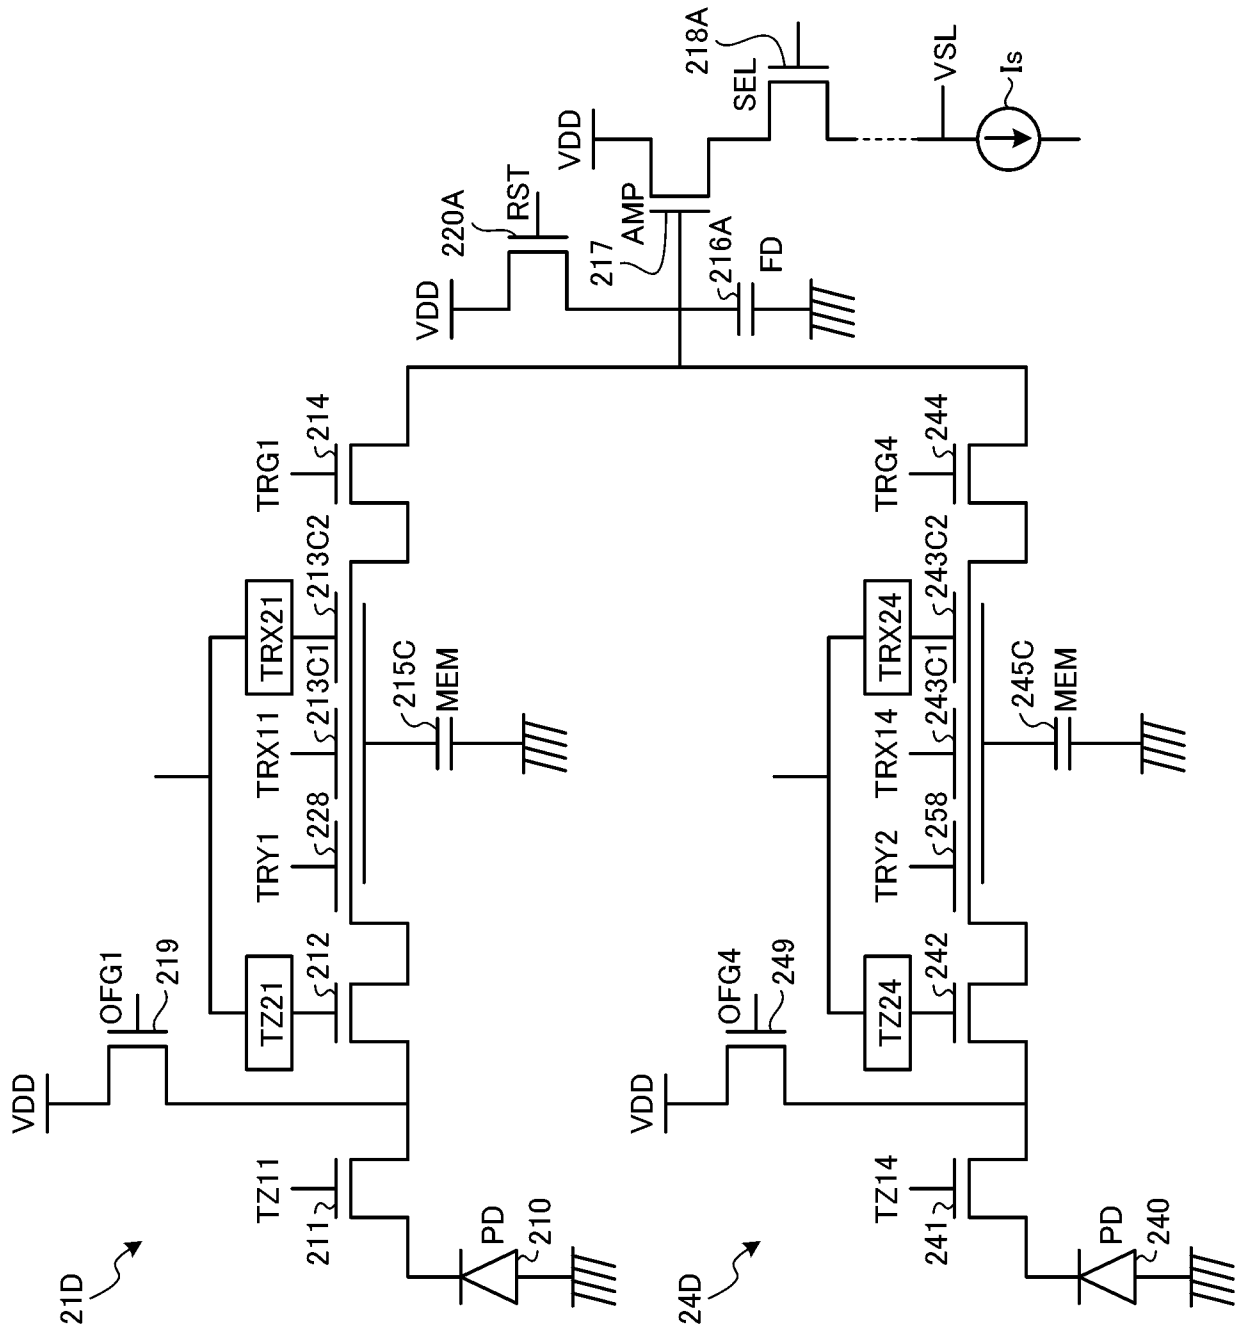 21D
VDD
OFG1
219
TZ11
211
PD
210
TZ21
212
TRY1
228
TRX11
213C1
TRX21
213C2
215C
MEM
TRG1
214
VDD
220A
RST
VDD
217
AMP
216A
FD
SEL
218A
VSL
Is
24D
VDD
OFG4
249
TZ14
241
PD
240
TZ24
242
TRY2
258
TRX14
243C1
TRX24
243C2
245C
MEM
TRG4
244